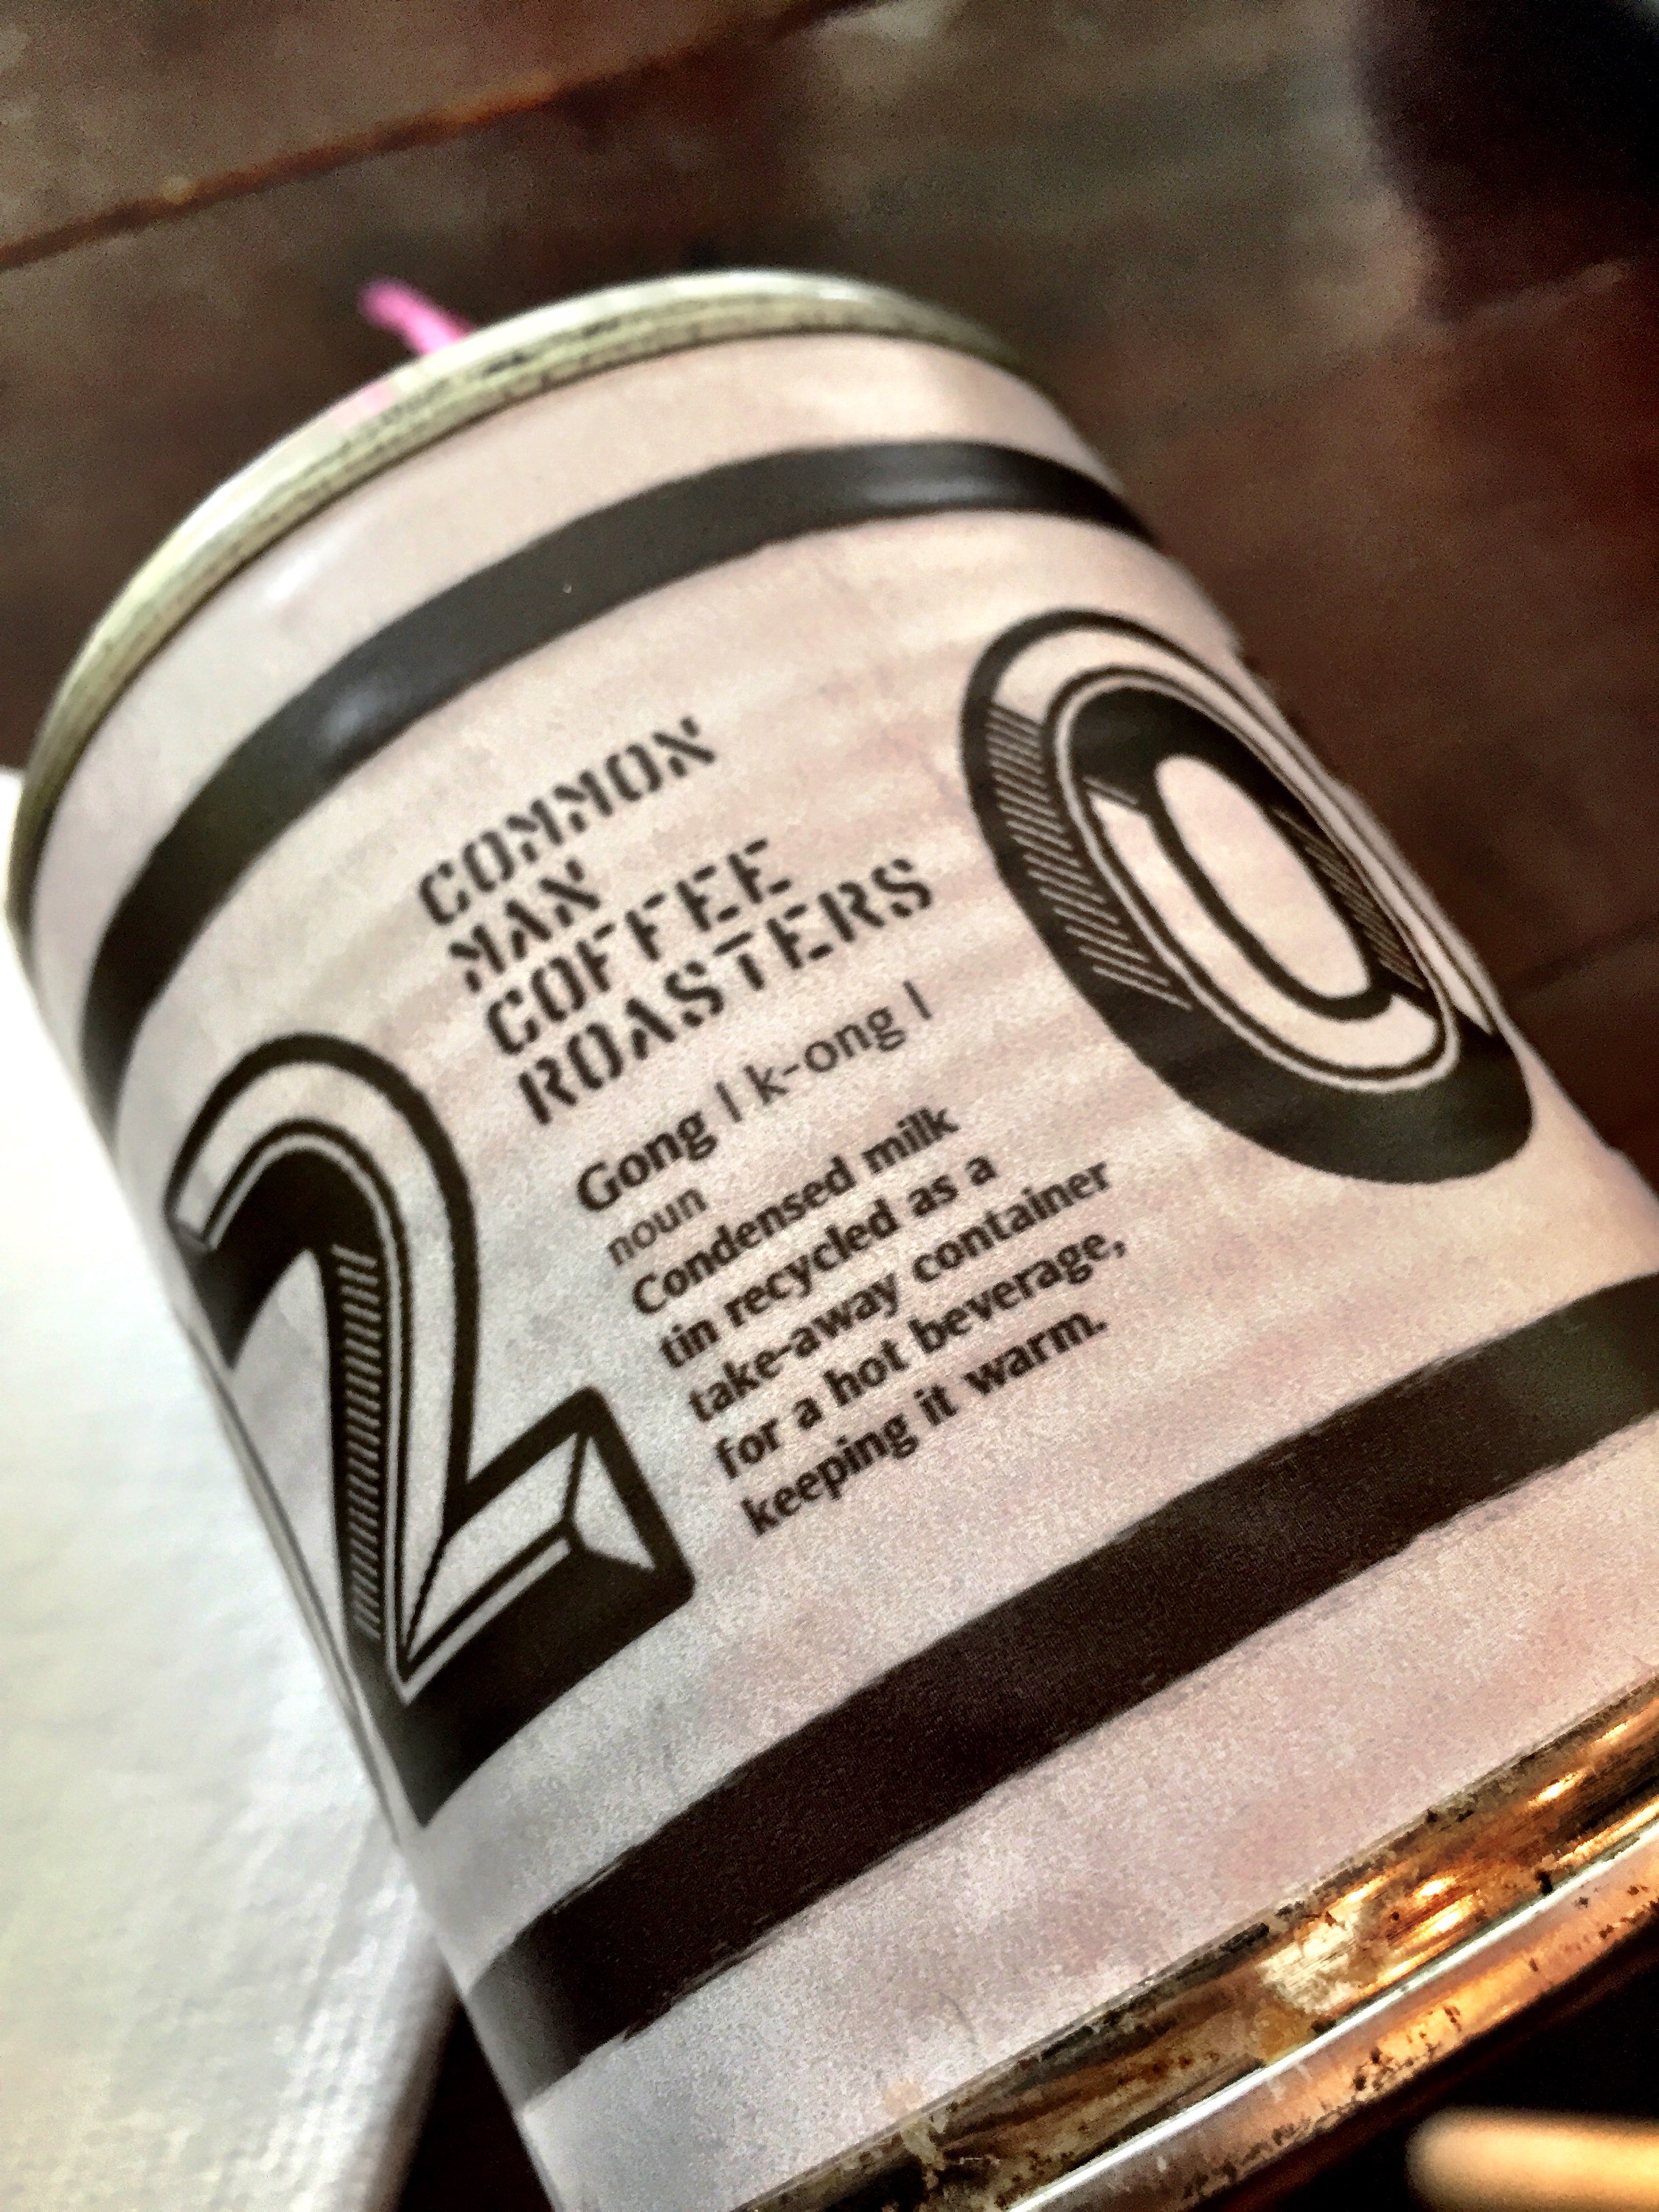 COMMON
MAN
COFFEE
ROASTERS
20
Gong | k-ong |
noun
Condensed milk
tin recycled as a
take-away container
for a hot beverage,
keeping it warm.